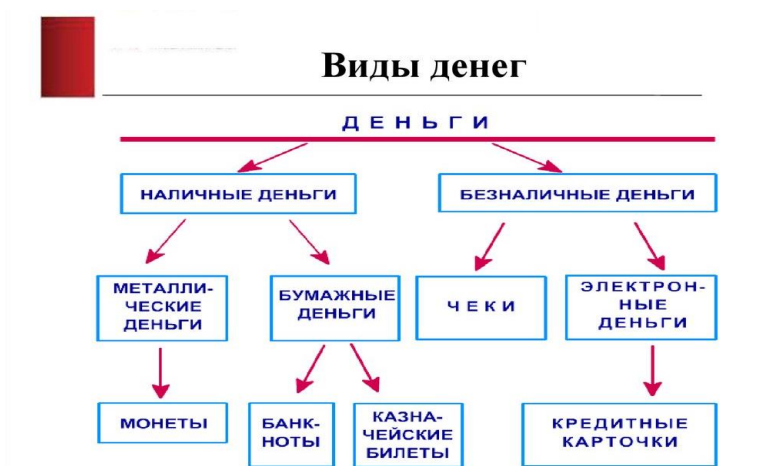 Виды денег
ДЕНЬГИ
НАЛИЧНЫЕ ДЕНЬГИ
БЕЗНАЛИЧНЫЕ ДЕНЬГИ
МЕТАЛЛИ-
ЧЕСКИЕ
ДЕНЬГИ
БУМАЖНЫЕ
ДЕНЬГИ
ЧЕКИ
ЭЛЕКТРОН-
НЫЕ
ДЕНЬГИ
МОНЕТЫ
БАНК-
НОТЫ
КАЗНА-
ЧЕЙСКИЕ
БИЛЕТЫ
КРЕДИТНЫЕ
КАРТОЧКИ